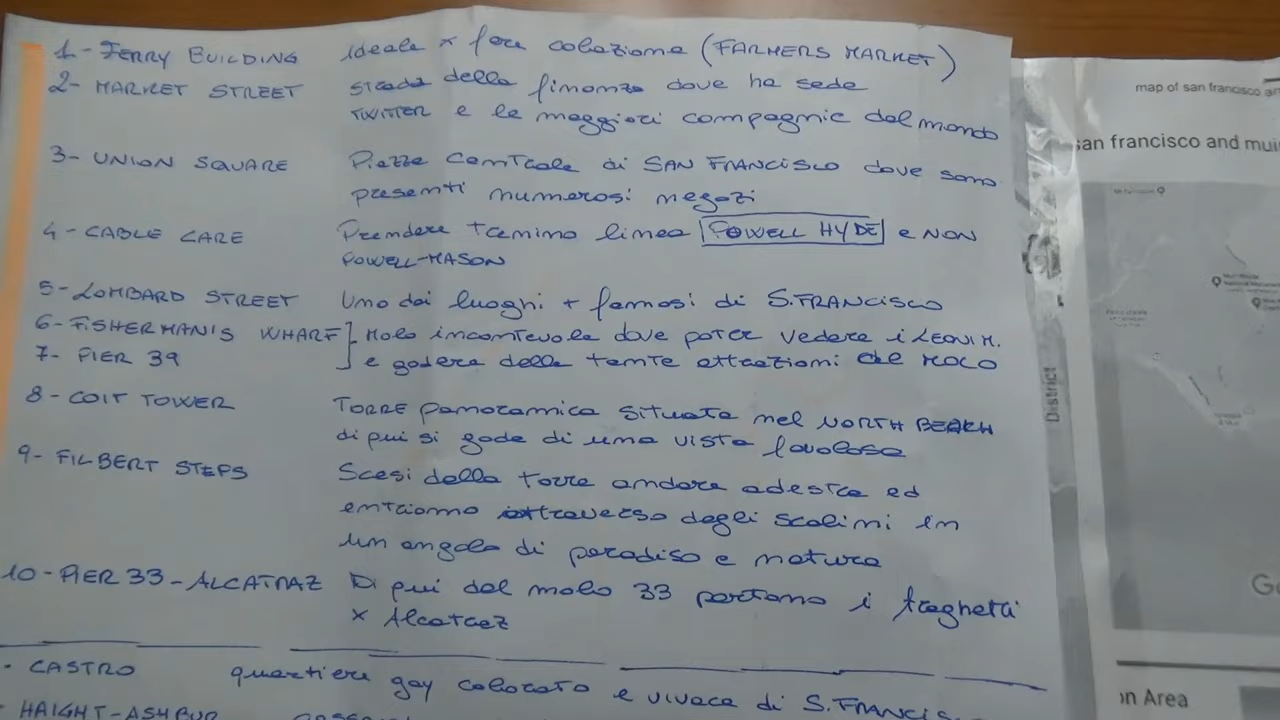 1- FERRY BUILDING ideale x fare colazione (FARMERS MARKET)
2- MARKET STREET strada della finanza dove ha sede
TWITTER e le maggiori compagnie del mondo
3- UNION SQUARE Piazza centrale di SAN FRANCISCO dove sono
presenti numerosi negozi
4- CABLE CARE Prendere tramino linea POWELL HYDE e NON
POWELL-MASON
5- LOMBARD STREET Uno dei luoghi + famosi di S.FRANCISCO
6- FISHERMAN'S WHARF Molo incantevole dove poter vedere i LEONI M.
7- PIER 39 e godere delle tante attrazioni del MOLO
8- COIT TOWER TORRE panoramica situata nel NORTH BEACH
di qui si gode di una vista favolosa
9- FILBERT STEPS Scesi della torre andare a destra ed
entriamo attraverso degli scalini in
un angolo di paradiso e natura
10- PIER 33 - ALCATRAZ Di qui dal molo 33 partono i traghetti
x Alcatraz
- CASTRO quartiere gay colorato e vivace di S. FRANCISC
- HAIGHT-ASHBUR
map of san francisco an
san francisco and mui
District
on Area